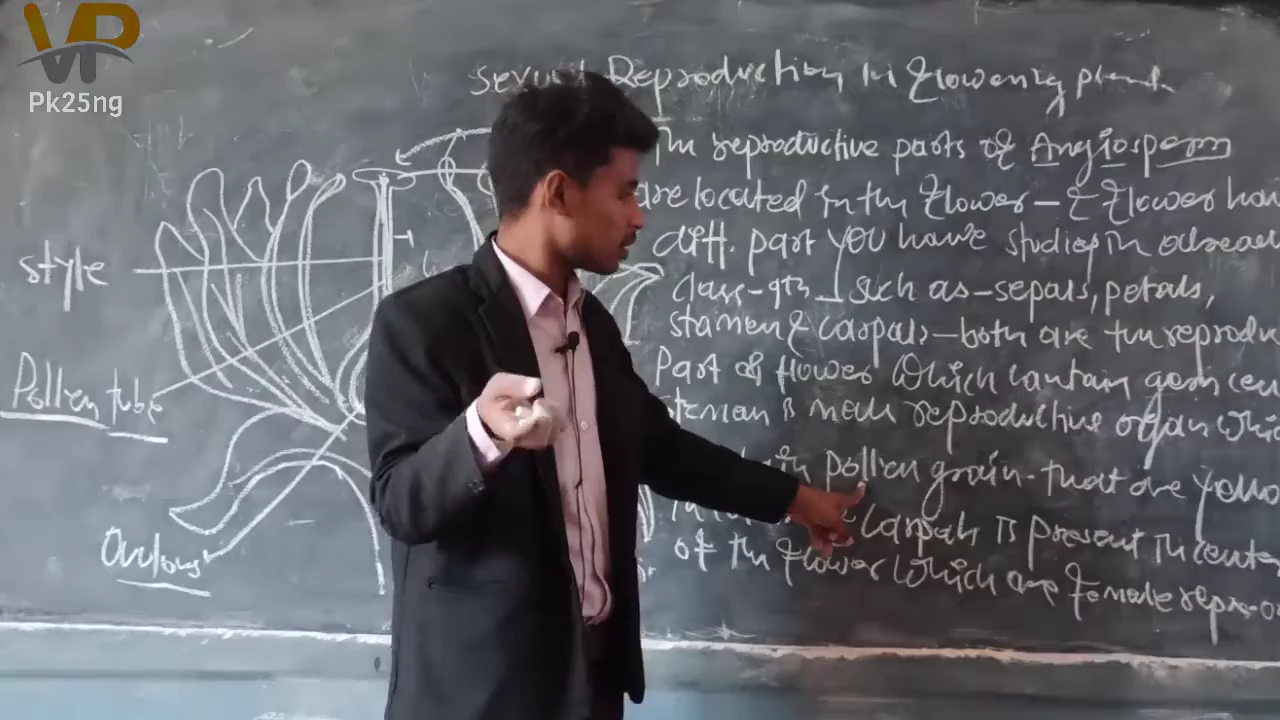 VP
Pk25ng
Sexual Reproduction in flowering plant
The reproductive parts of Angiosperm
are located in the flower – & flower have
diff. part you have studies in already
class – 9th – such as – sepals, petals,
stamen & carpals – both are the reproduc
Part of flower which contain germ cell
stamen is male reproductive organ which
pollen grain – that are yello
carpals is present in center
of the flower which are female repro-o
style
Pollen tube